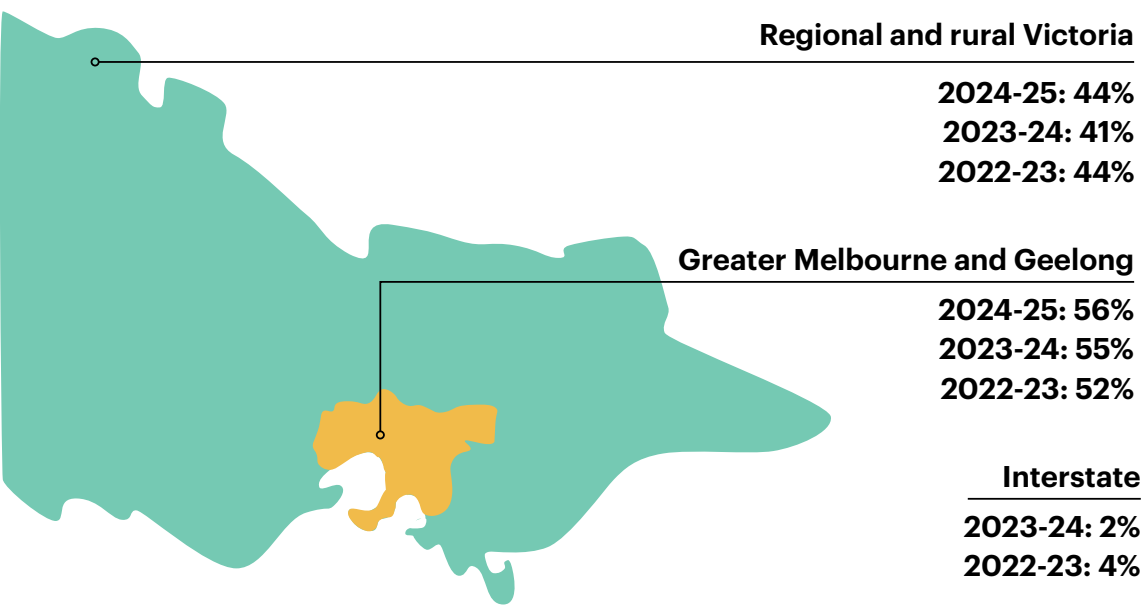 Regional and rural Victoria
2024-25: 44%
2023-24: 41%
2022-23: 44%
Greater Melbourne and Geelong
2024-25: 56%
2023-24: 55%
2022-23: 52%
Interstate
2023-24: 2%
2022-23: 4%